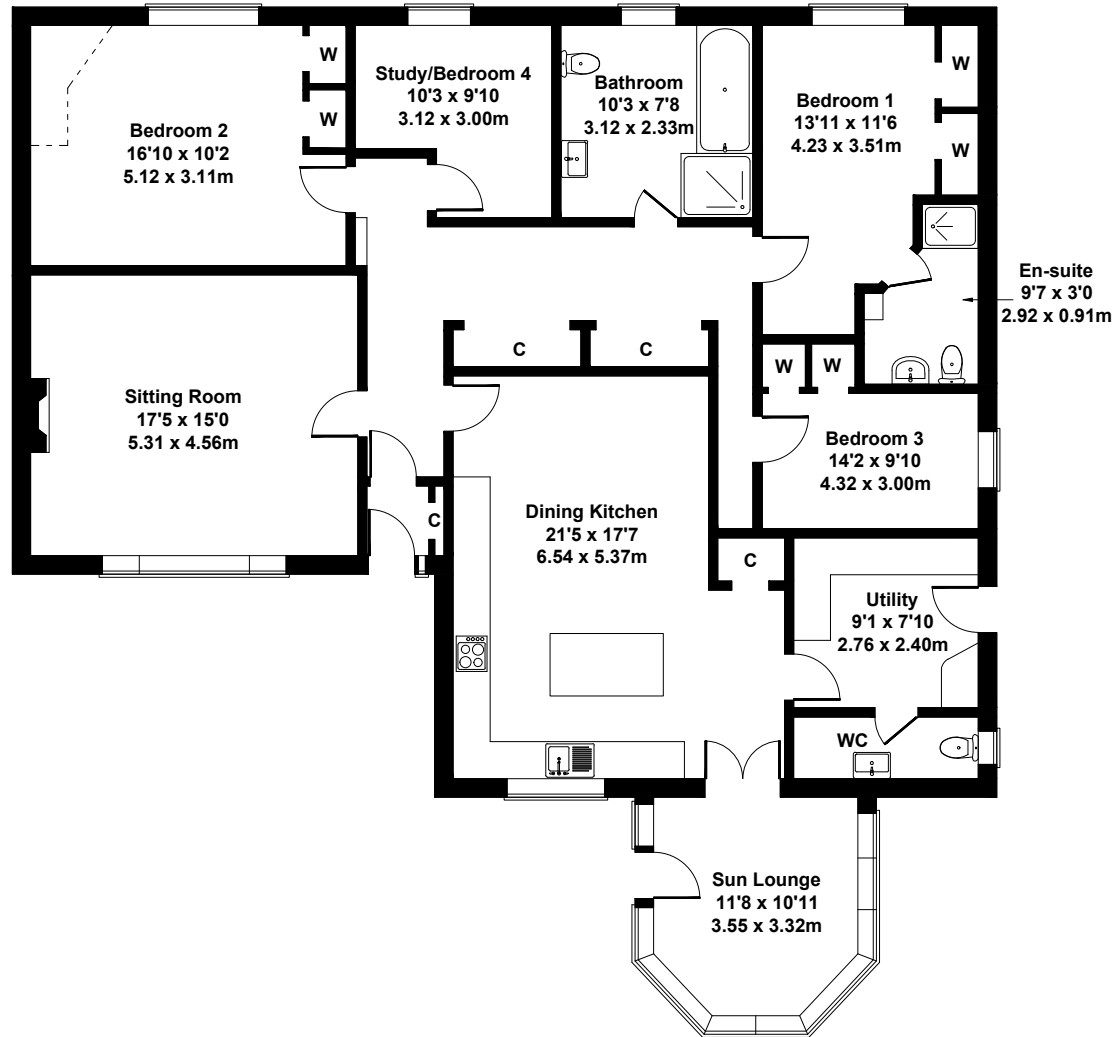 W
Study/Bedroom 4
10'3 x 9'10
3.12 x 3.00m
Bathroom
10'3 x 7'8
3.12 x 2.33m
Bedroom 1
13'11 x 11'6
4.23 x 3.51m
W
W
Bedroom 2
16'10 x 10'2
5.12 x 3.11m
W
En-suite
9'7 x 3'0
2.92 x 0.91m
C
C
W
W
Sitting Room
17'5 x 15'0
5.31 x 4.56m
Bedroom 3
14'2 x 9'10
4.32 x 3.00m
C
Dining Kitchen
21'5 x 17'7
6.54 x 5.37m
C
Utility
9'1 x 7'10
2.76 x 2.40m
WC
Sun Lounge
11'8 x 10'11
3.55 x 3.32m